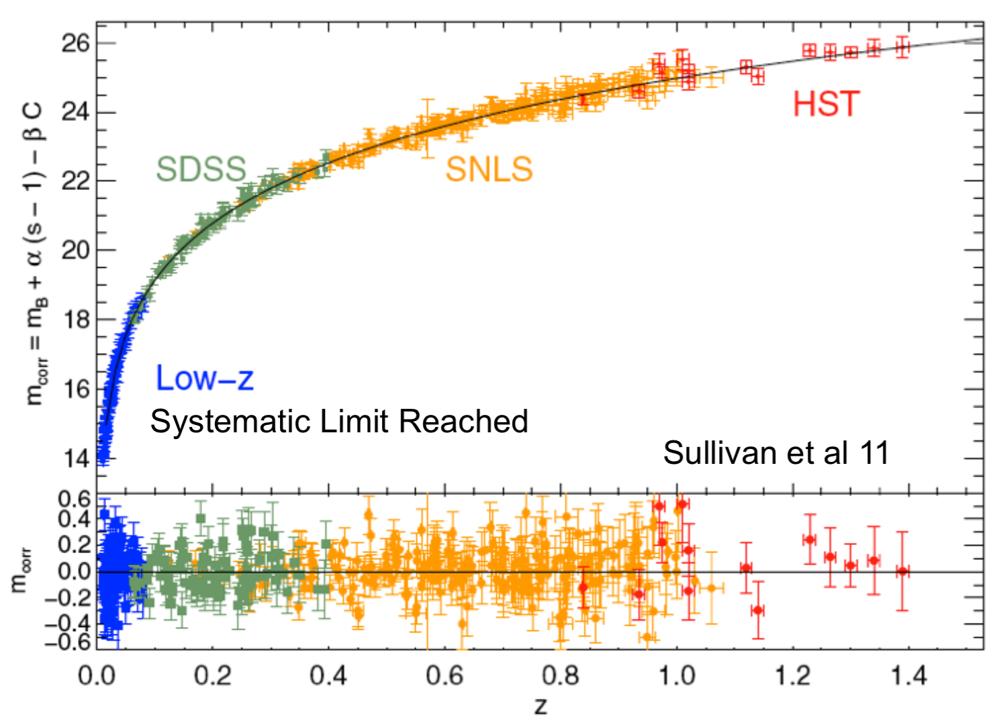 26
24
22
20
18
16
14
m_corr = m_B + α (s − 1) − β C
SDSS
SNLS
HST
Low−z
Systematic Limit Reached
Sullivan et al 11
0.6
0.4
0.2
0.0
−0.2
−0.4
−0.6
m_corr
0.0 0.2 0.4 0.6 0.8 1.0 1.2 1.4
z